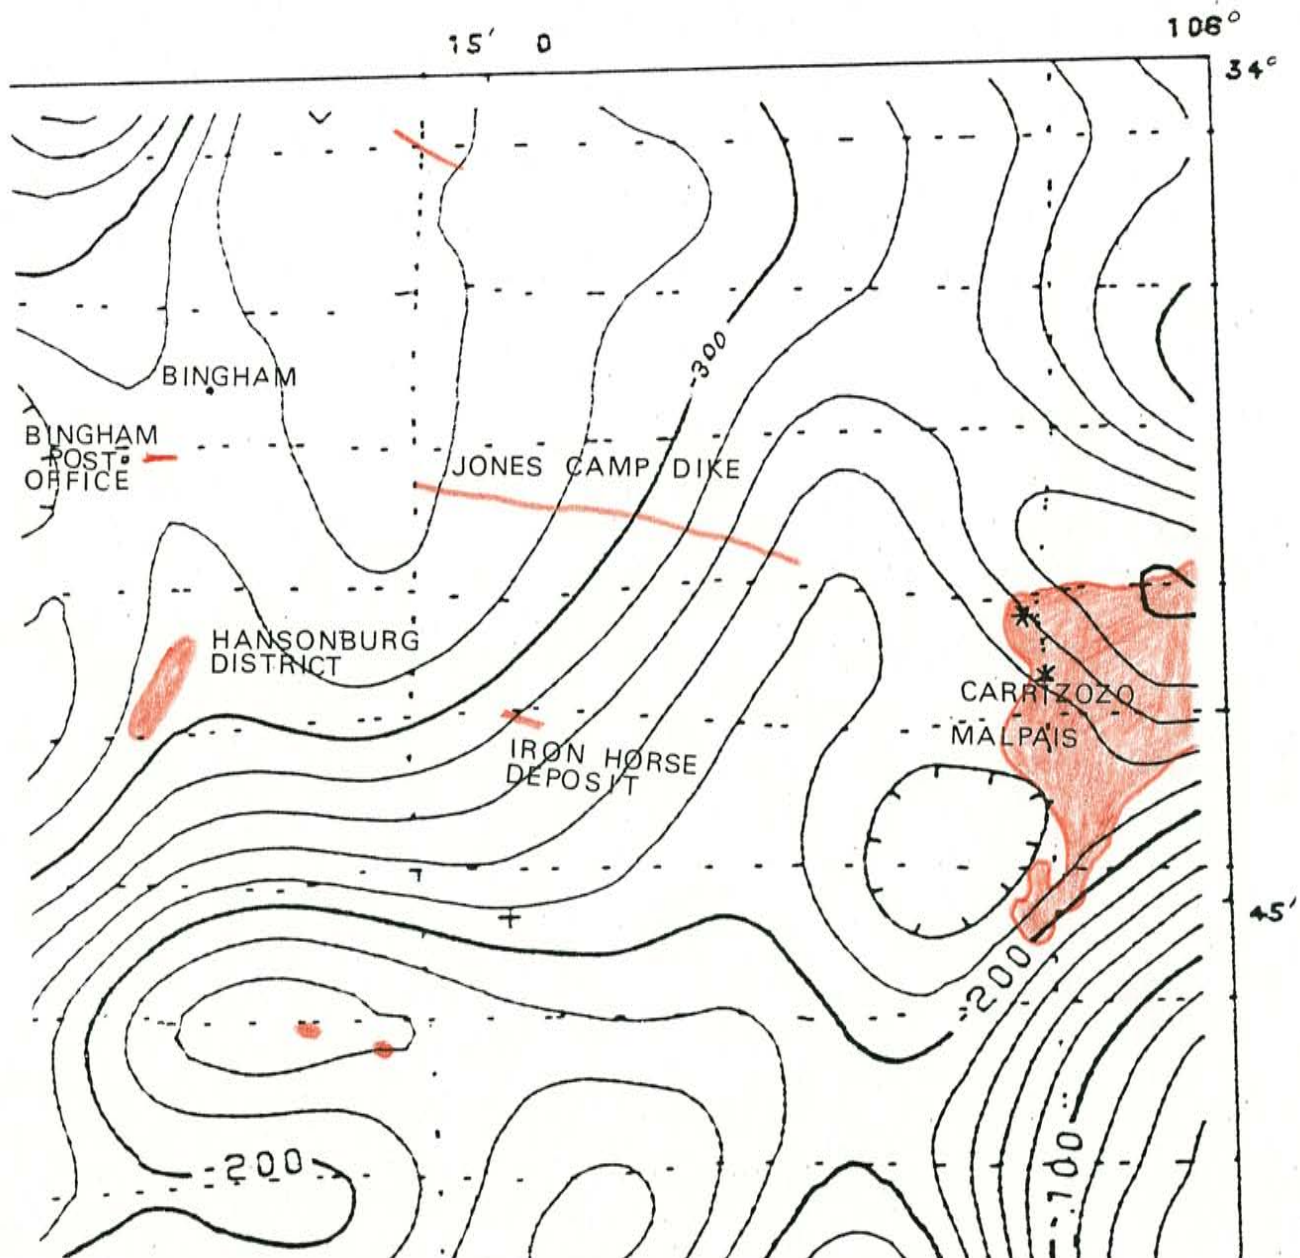 106°
15' 0
34°
-300
BINGHAM
BINGHAM
POST
OFFICE
JONES CAMP DIKE
HANSONBURG
DISTRICT
CARRIZOZO
MALPAIS
IRON HORSE
DEPOSIT
45'
-200
-200
-100